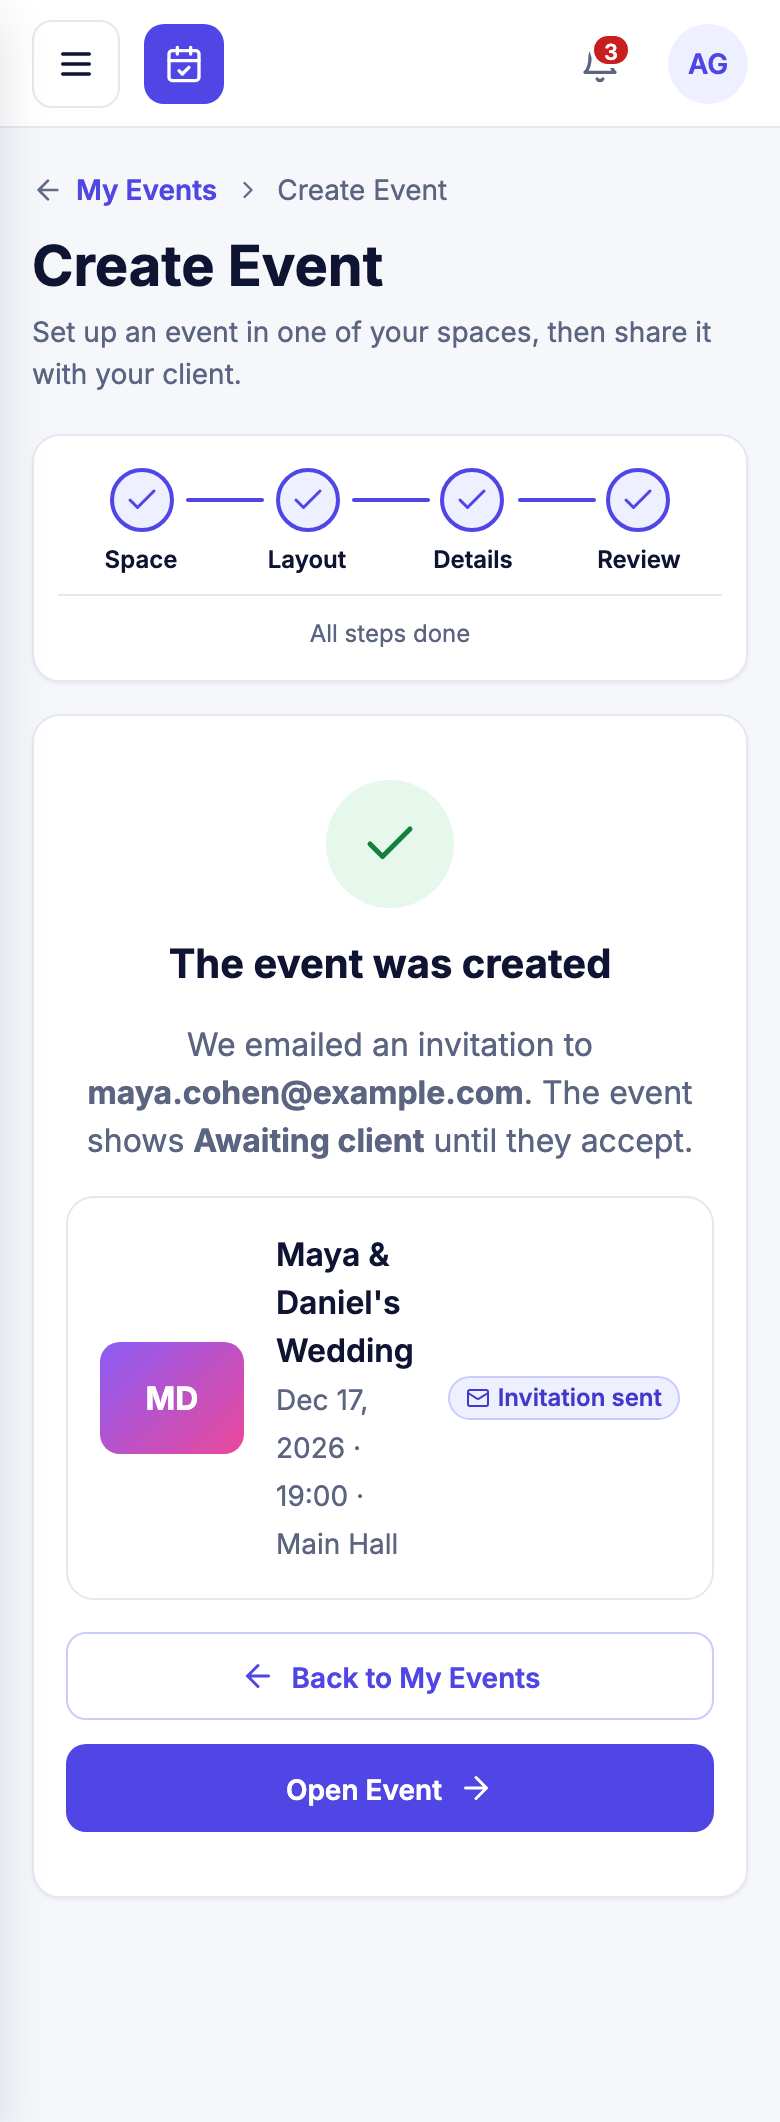 3
AG
My Events > Create Event
Create Event
Set up an event in one of your spaces, then share it
with your client.
Space Layout Details Review
All steps done
The event was created
We emailed an invitation to
maya.cohen@example.com. The event
shows Awaiting client until they accept.
MD
Maya &
Daniel's
Wedding
Dec 17,
2026 ·
19:00 ·
Main Hall
Invitation sent
Back to My Events
Open Event